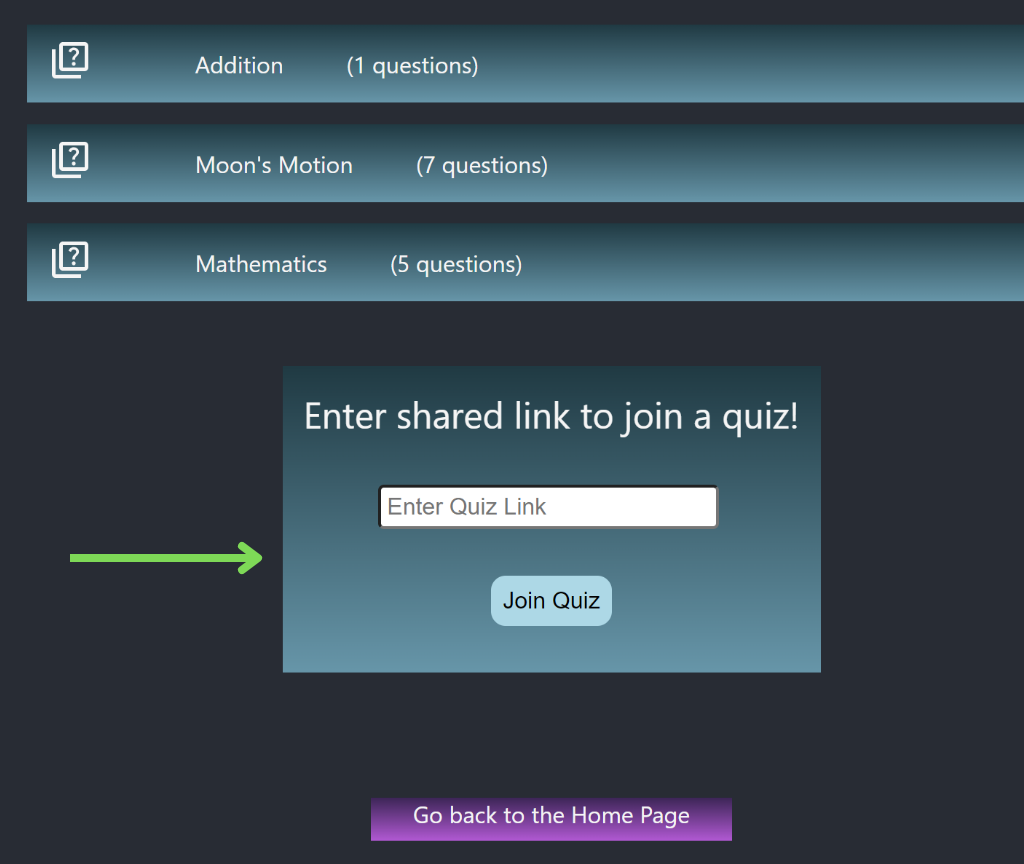 Addition (1 questions)
Moon's Motion (7 questions)
Mathematics (5 questions)
Enter shared link to join a quiz!
Enter Quiz Link
Join Quiz
Go back to the Home Page